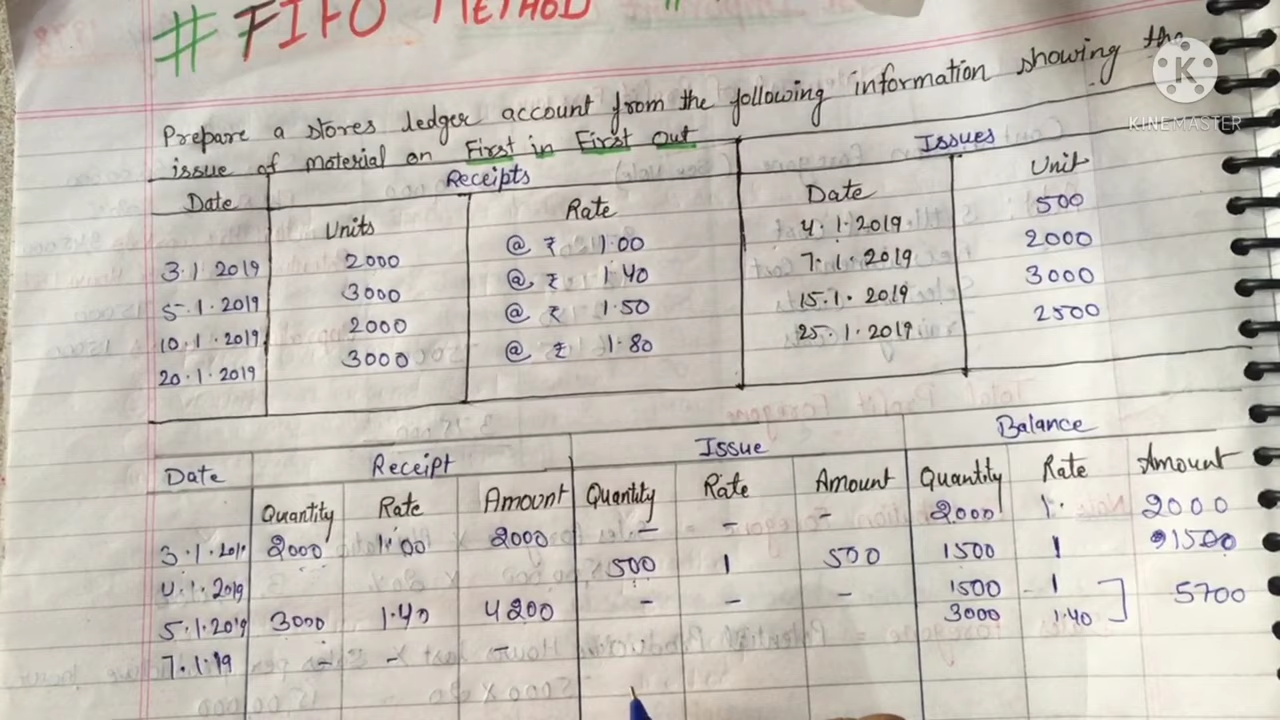 # FIFO METHOD #
K
KINEMASTER
Prepare a stores ledger account from the following information showing the
issue of material on First in First Out
Receipts Issues
Date Units Rate Date Unit
3.1.2019 2000 @ ₹ 1.00 4.1.2019 500
5.1.2019 3000 @ ₹ 1.40 7.1.2019 2000
10.1.2019 2000 @ ₹ 1.50 15.1.2019 3000
20.1.2019 3000 @ ₹ 1.80 25.1.2019 2500
Date Receipt Issue Balance
Quantity Rate Amount Quantity Rate Amount Quantity Rate Amount
3.1.2019 2000 1.00 2000 - - - 2000 1. 2000
4.1.2019 500 1 500 1500 1 1500
5.1.2019 3000 1.40 4200 - - - 1500 - 1
3000 1.40 ] 5700
7.1.19 - - -